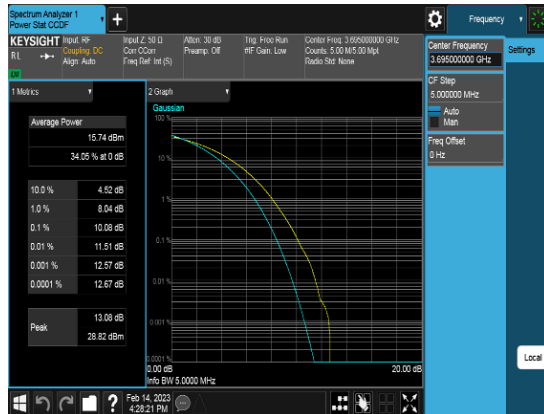 Spectrum Analyzer 1
Power Stat CCDF
+
Frequency
KEYSIGHT
Input: RF
Input Z: 50 Ω
Atten: 30 dB
Trig: Free Run
Center Freq: 3.695000000 GHz
RL
Coupling: DC
Corr CCorr
Preamp: Off
#IF Gain: Low
Counts: 5.00 M/5.00 Mpt
Align: Auto
Freq Ref: Int (S)
Radio Std: None
Center Frequency
3.695000000 GHz
Settings
CF Step
5.000000 MHz
Auto
Man
Freq Offset
0 Hz
Local
1 Metrics
Average Power
15.74 dBm
34.05 % at 0 dB
10.0 %
4.52 dB
1.0 %
8.04 dB
0.1 %
10.08 dB
0.01 %
11.51 dB
0.001 %
12.57 dB
0.0001 %
12.67 dB
Peak
13.08 dB
28.82 dBm
2 Graph
Gaussian
100 %
10 %
1 %
0.1 %
0.01 %
0.001 %
0.0001 %
0.00 dB
20.00 dB
Info BW 5.0000 MHz
?
Feb 14, 2023
4:28:21 PM